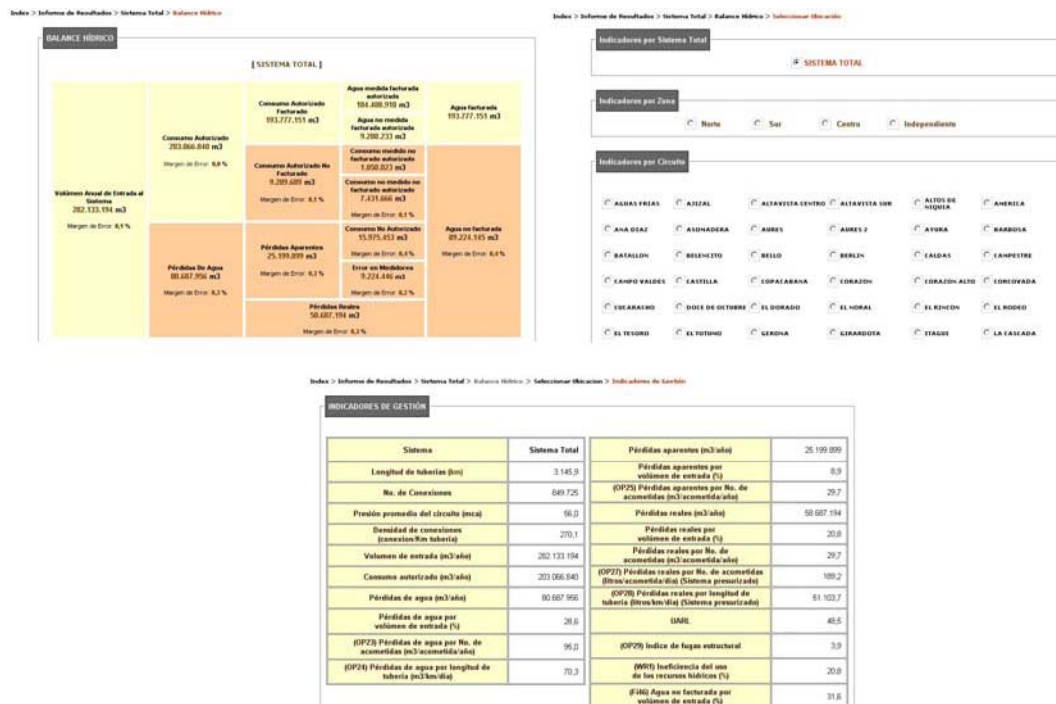 Index > Informe de Resultados > Sistema Total > Balance Hídrico
BALANCE HÍDRICO
[ SISTEMA TOTAL ]
Volúmen Anual de Entrada al
Sistema
282.133.194 m3
Margen de Error: 0,1 %
Consumo Autorizado
203.066.840 m3
Margen de Error: 0,0 %
Pérdidas De Agua
80.687.956 m3
Margen de Error: 0,3 %
Consumo Autorizado
Facturado
193.777.151 m3
Consumo Autorizado No
Facturado
9.289.689 m3
Margen de Error: 0,1 %
Pérdidas Aparentes
25.199.899 m3
Margen de Error: 0,3 %
Pérdidas Reales
58.687.194 m3
Margen de Error: 0,3 %
Agua medida facturada
autorizada
184.488.918 m3
Agua no medida
facturada autorizada
9.288.233 m3
Consumo medido no
facturado autorizado
Consumo no medido no
facturado autorizado
7.431.666 m3
Margen de Error: 0,1 %
Consumo No Autorizado
15.975.453 m3
Margen de Error: 0,4 %
Error en Medidores
9.224.446 m3
Margen de Error: 0,2 %
Agua facturada
193.777.151 m3
Agua no facturada
89.224.145 m3
Margen de Error: 0,4 %
Index > Informe de Resultados > Sistema Total > Balance Hídrico > Seleccionar Ubicación
Indicadores por Sistema Total
SISTEMA TOTAL
Indicadores por Zona
Norte Sur Centro Independiente
Indicadores por Circuito
AGUAS FRIAS AJIZAL ALTAVISTA CENTRO ALTAVISTA SUR ALTOS DE NIQUIA AMERICA
ANA DIAZ ASOMADERA AURES AURES 2 AYURA BARBOSA
BATALLON BELENCITO BELLO BERLIN CALDAS CAMPESTRE
CAMPO VALDES CASTILLA COPACABANA CORAZON CORAZON ALTO CORCOVADA
CUCARACHO DOCE DE OCTUBRE EL DORADO EL MORAL EL RINCON EL RODEO
EL TESORO EL TOTUMO GERONA GIRARDOTA ITAGUI LA CASCADA
Index > Informe de Resultados > Sistema Total > Balance Hídrico > Seleccionar Ubicacion > Indicadores de Gestión
INDICADORES DE GESTIÓN
Sistema Sistema Total
Longitud de tuberías (km) 3.145,9
No. de Conexiones 849.725
Presión promedio del circuito (mca) 56,0
Densidad de conexiones
(conexion/Km tubería) 270,1
Volumen de entrada (m3/año) 282.133.194
Consumo autorizado (m3/año) 203.066.840
Pérdidas de agua (m3/año) 80.687.956
Pérdidas de agua por
volúmen de entrada (%) 28,6
(OP23) Pérdidas de agua por No. de
acometidas (m3/acometida/año) 95,0
(OP24) Pérdidas de agua por longitud de
tubería (m3/km/día) 70,3
Pérdidas aparentes (m3/año) 25.199.899
Pérdidas aparentes por
volúmen de entrada (%) 8,9
(OP25) Pérdidas aparentes por No. de
acometidas (m3/acometida/año) 29,7
Pérdidas reales (m3/año) 58.687.194
Pérdidas reales por
volúmen de entrada (%) 20,8
Pérdidas reales por No. de
acometidas (m3/acometida/año) 29,7
(OP27) Pérdidas reales por No. de acometidas
(litros/acometida/día) (Sistema presurizado) 189,2
(OP28) Pérdidas reales por longitud de
tubería (litros/km/día) (Sistema presurizado) 51.103,7
UARL 48,5
(OP29) Indice de fugas estructural 3,9
(WR1) Ineficiencia del uso
de los recursos hídricos (%) 20,8
(Fi46) Agua no facturada por
volúmen de entrada (%) 31,6